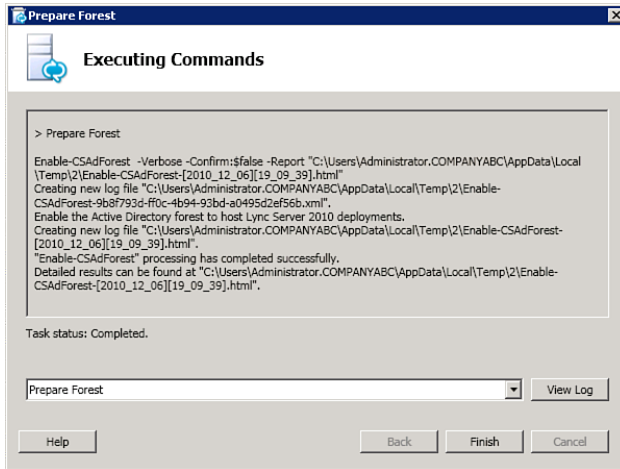 Prepare Forest
Executing Commands
> Prepare Forest
Enable-CSAdForest -Verbose -Confirm:$false -Report "C:\Users\Administrator.COMPANYABC\AppData\Local
\Temp\2\Enable-CSAdForest-[2010_12_06][19_09_39].html"
Creating new log file "C:\Users\Administrator.COMPANYABC\AppData\Local\Temp\2\Enable-
CSAdForest-9b8f793d-ff0c-4b94-93bd-a0495d2ef56b.xml".
Enable the Active Directory forest to host Lync Server 2010 deployments.
Creating new log file "C:\Users\Administrator.COMPANYABC\AppData\Local\Temp\2\Enable-CSAdForest-
[2010_12_06][19_09_39].html".
"Enable-CSAdForest" processing has completed successfully.
Detailed results can be found at "C:\Users\Administrator.COMPANYABC\AppData\Local\Temp\2\Enable-
CSAdForest-[2010_12_06][19_09_39].html".
Task status: Completed.
Prepare Forest
View Log
Help
Back
Finish
Cancel